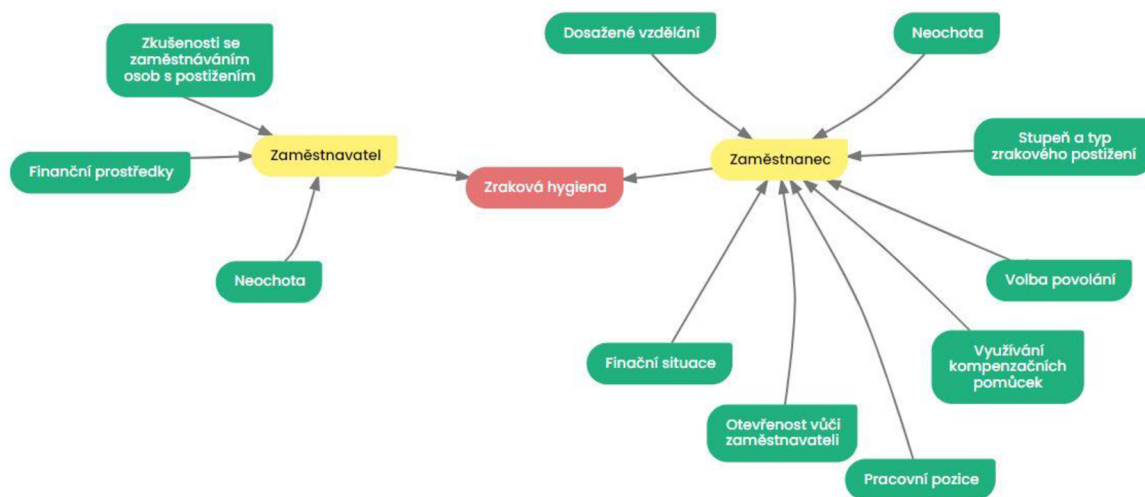 Zkušenosti se
zaměstnáváním
osob s postižením
Dosažené vzdělání
Neochota
Zaměstnavatel
Finanční prostředky
Zraková hygiena
Zaměstnanec
Stupeň a typ
zrakového postižení
Neochota
Volba povolání
Finační situace
Využívání
kompenzačních
pomůcek
Otevřenost vůči
zaměstnavateli
Pracovní pozice